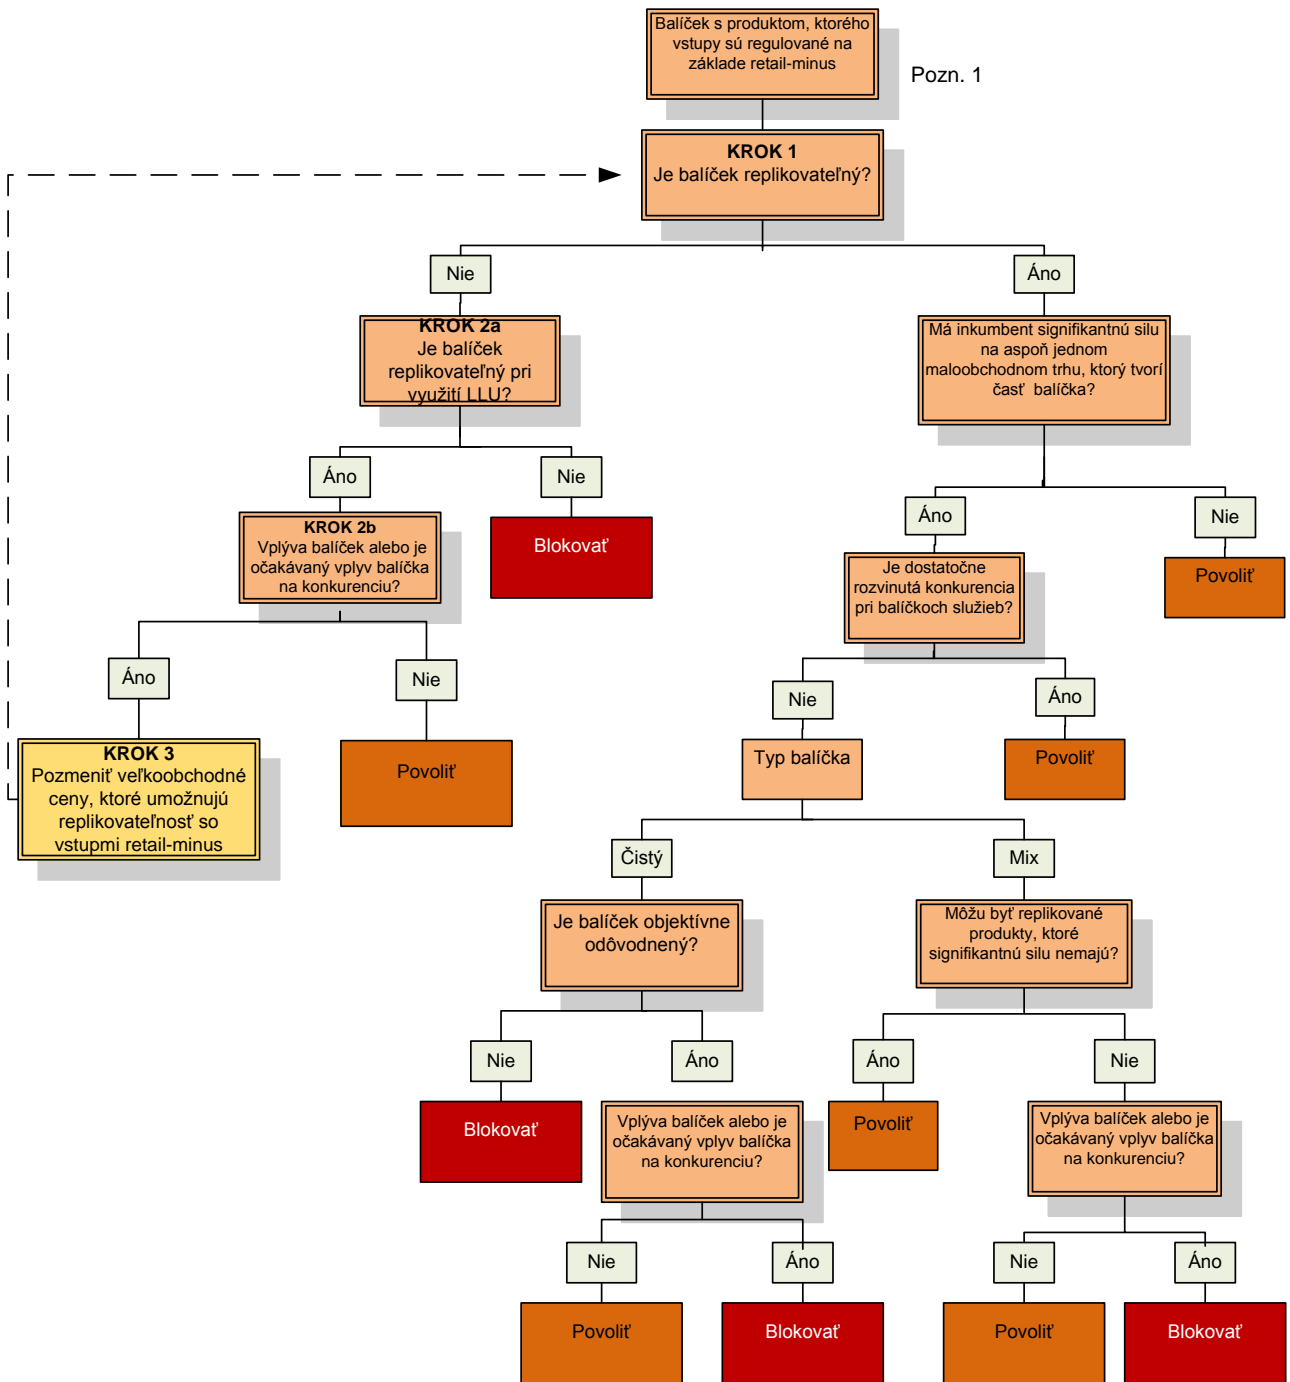 Balíček s produktom, ktorého
vstupy sú regulované na
základe retail-minus
Pozn. 1
KROK 1
Je balíček replikovateľný?
Nie
Áno
KROK 2a
Je balíček
replikovateľný pri
využití LLU?
Má inkumbent signifikantnú silu
na aspoň jednom
maloobchodnom trhu, ktorý tvorí
časť balíčka?
Áno
Nie
Áno
Nie
KROK 2b
Vplýva balíček alebo je
očakávaný vplyv balíčka
na konkurenciu?
Blokovať
Je dostatočne
rozvinutá konkurencia
pri balíčkoch služieb?
Povoliť
Áno
Nie
Nie
Áno
KROK 3
Pozmeniť veľkoobchodné
ceny, ktoré umožnujú
replikovateľnosť so
vstupmi retail-minus
Povoliť
Typ balíčka
Povoliť
Čistý
Mix
Je balíček objektívne
odôvodnený?
Môžu byť replikované
produkty, ktoré
signifikantnú silu nemajú?
Nie
Áno
Áno
Nie
Blokovať
Vplýva balíček alebo je
očakávaný vplyv balíčka
na konkurenciu?
Povoliť
Vplýva balíček alebo je
očakávaný vplyv balíčka
na konkurenciu?
Nie
Áno
Nie
Áno
Povoliť
Blokovať
Povoliť
Blokovať